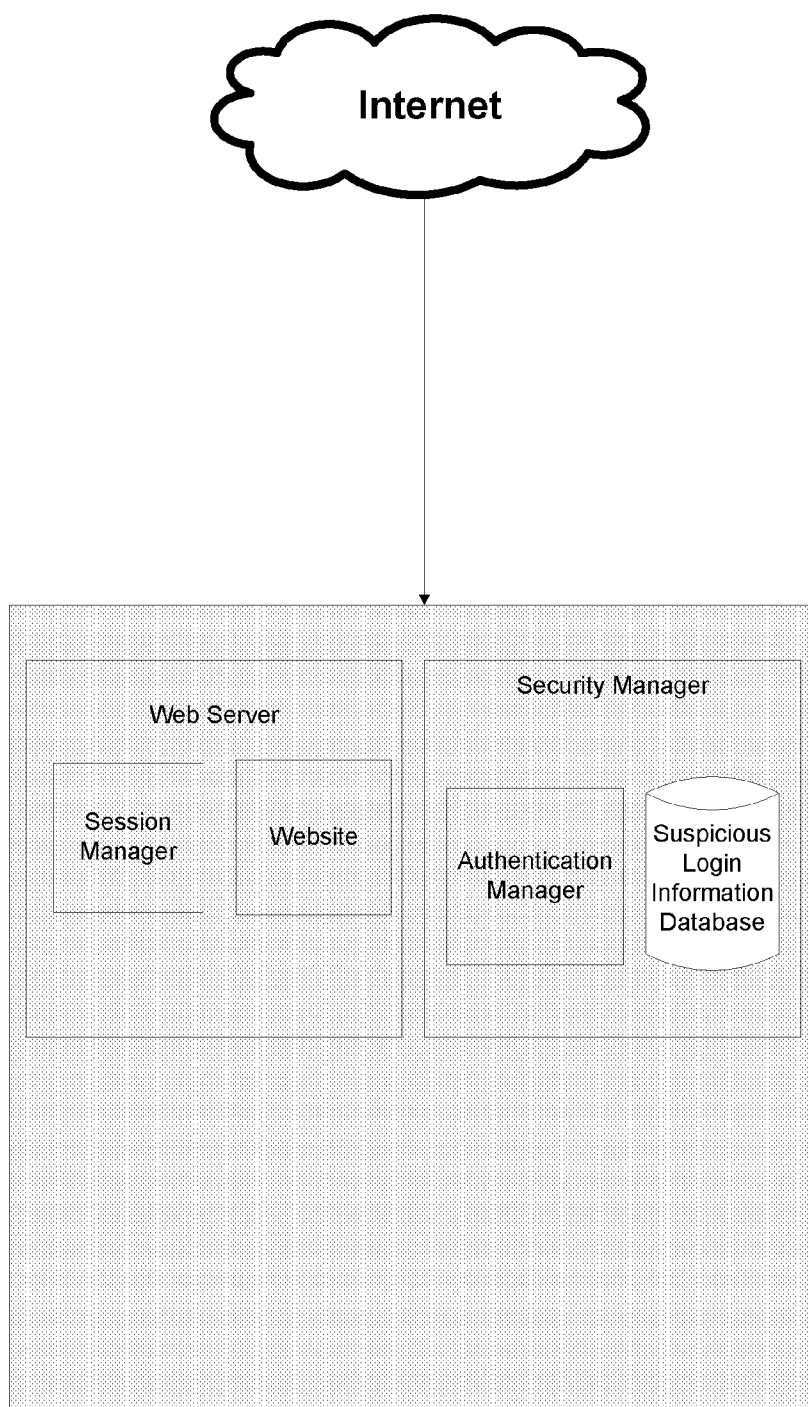 Internet
Web Server
Security Manager
Session
Manager
Website
Authentication
Manager
Suspicious
Login
Information
Database